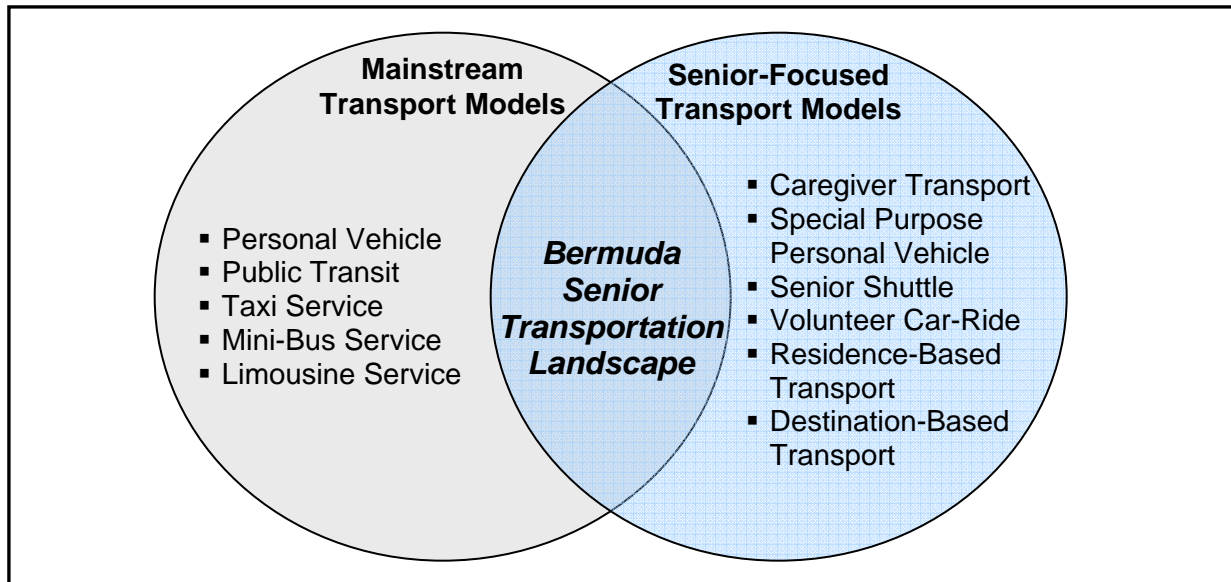 Mainstream
Transport Models
▪ Personal Vehicle
▪ Public Transit
▪ Taxi Service
▪ Mini-Bus Service
▪ Limousine Service
Bermuda
Senior
Transportation
Landscape
Senior-Focused
Transport Models
▪ Caregiver Transport
▪ Special Purpose
Personal Vehicle
▪ Senior Shuttle
▪ Volunteer Car-Ride
▪ Residence-Based
Transport
▪ Destination-Based
Transport